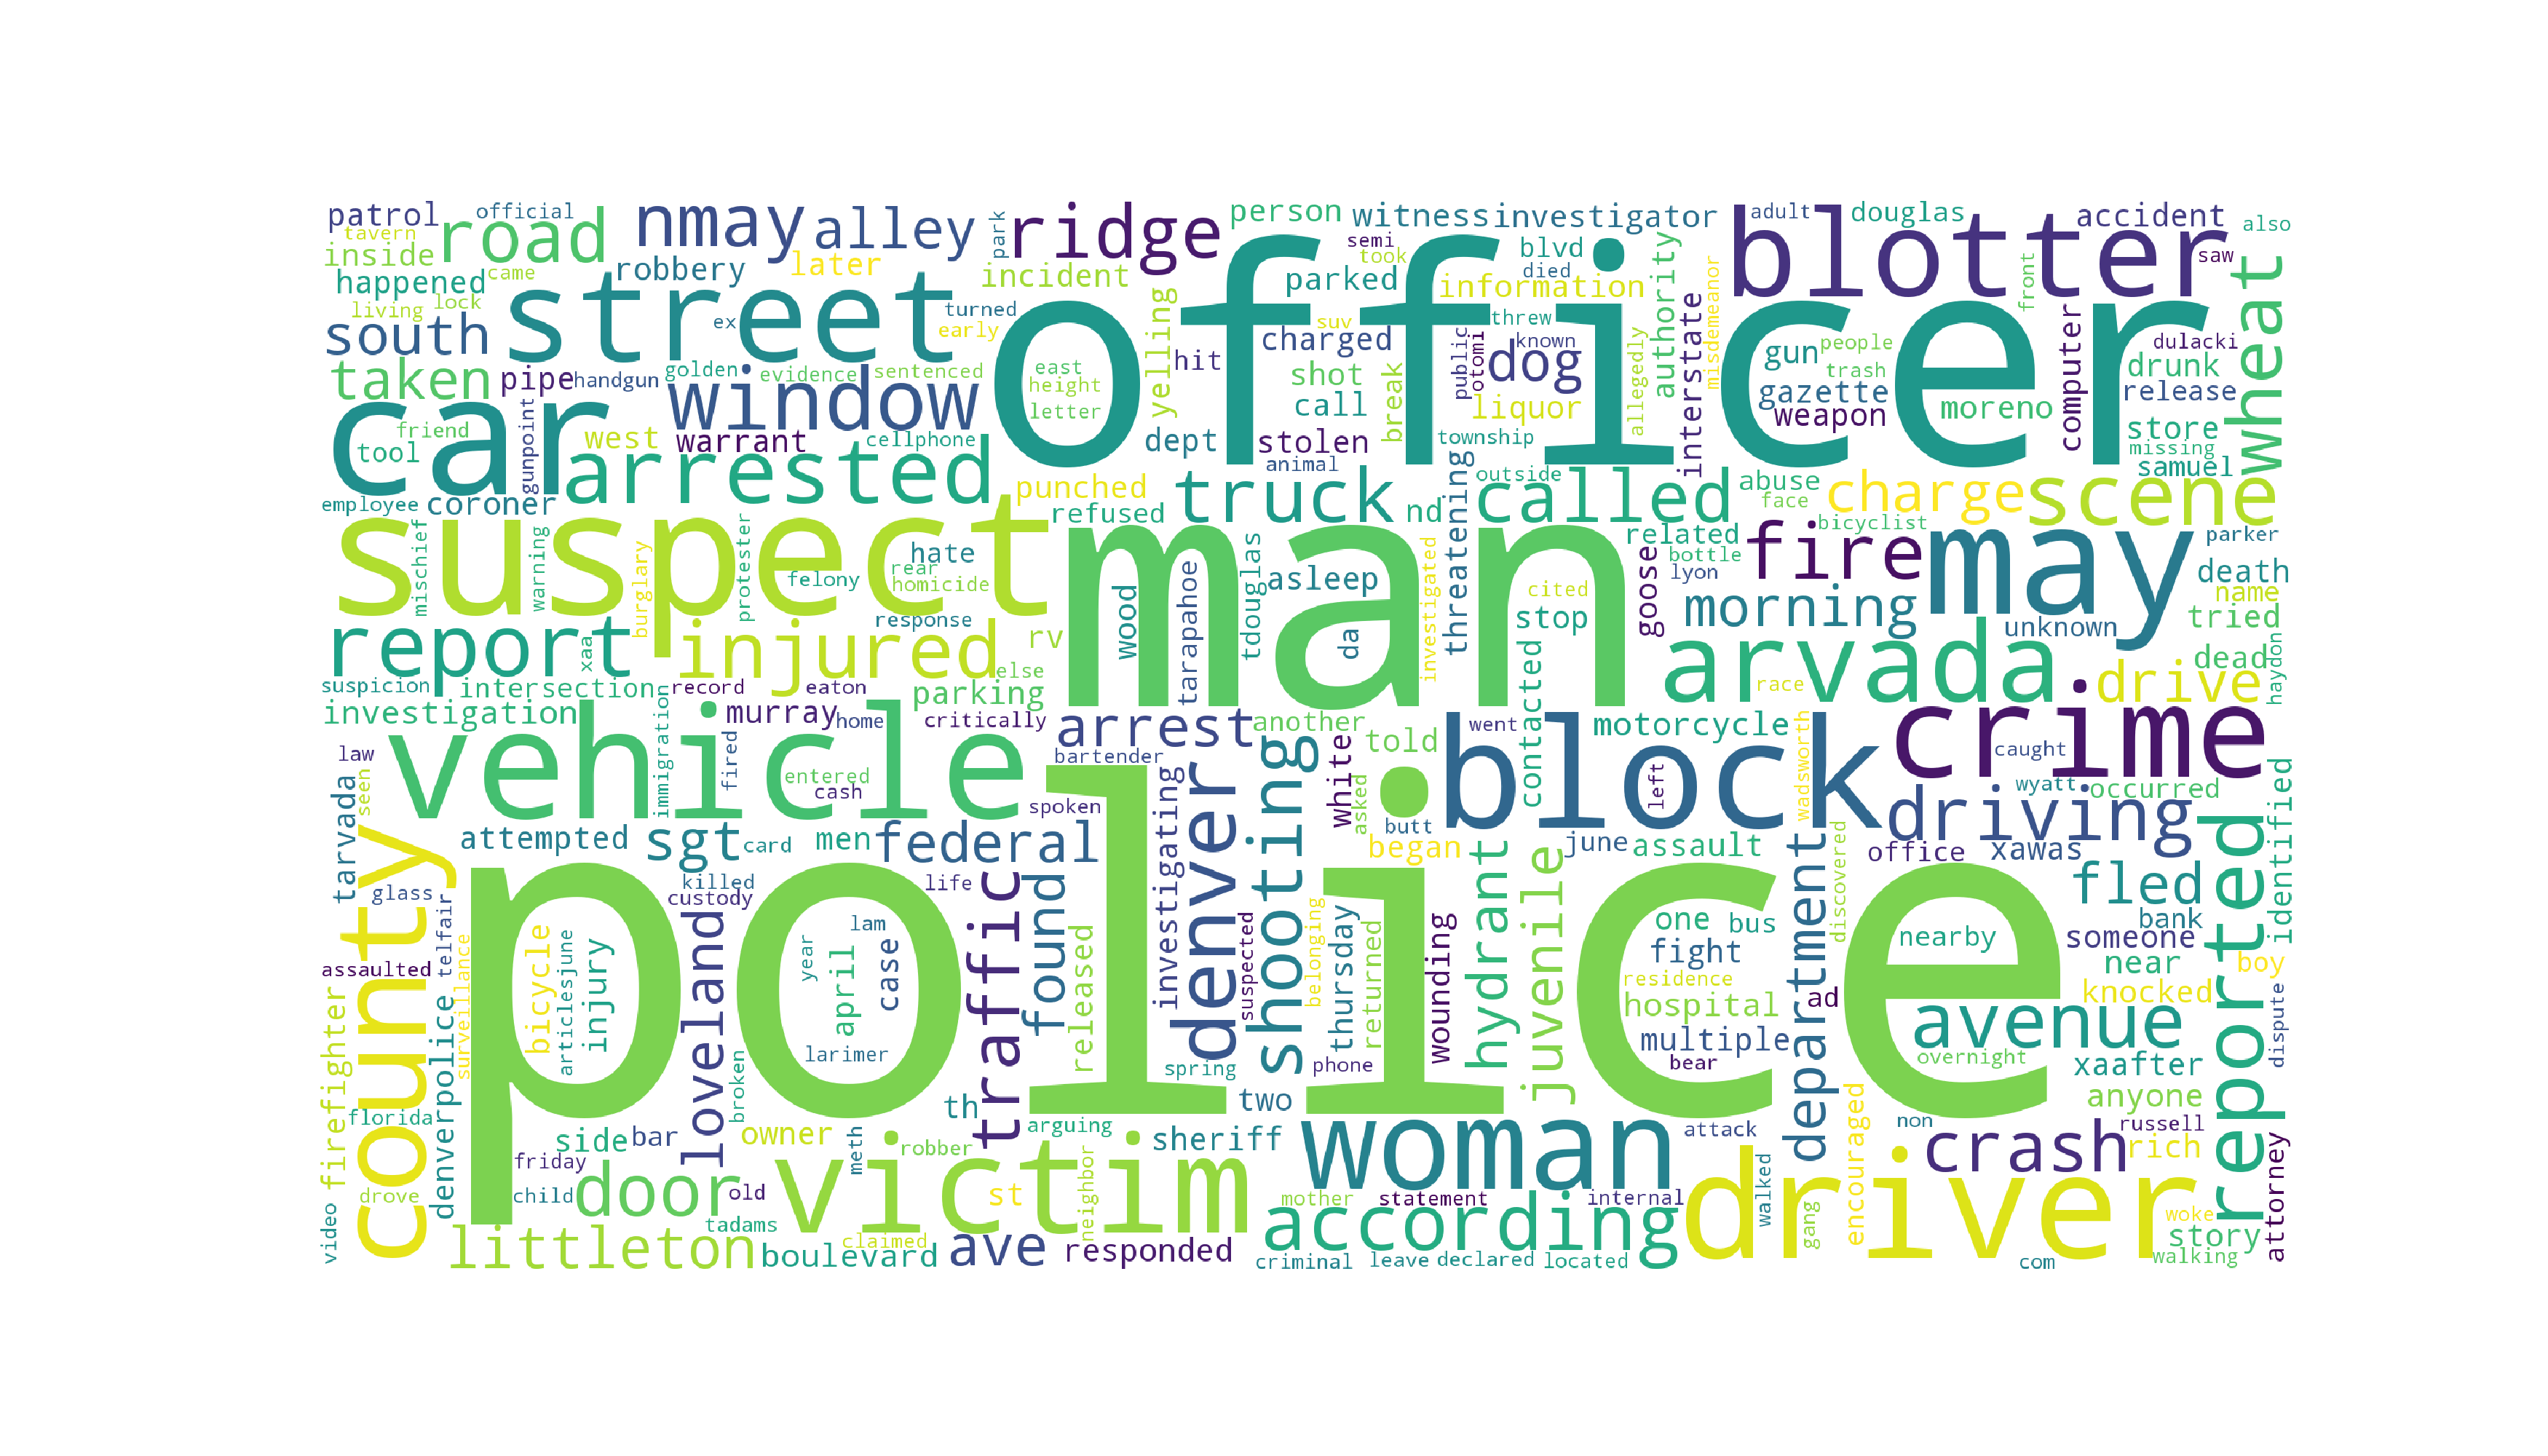 patrol official road nmay alley ridge person witness investigator adult blotter douglas accident also
tavern inside park semi blvd saw
happened came robbery later incident parked took died information authority front wheat
living lock street turned officer
south ex early yelling suv threw public known interstate misdemeanor computer dulacki
taken pipe handgun golden window evidence sentenced east height letter hit charged shot break dog otomi allegedly gun people trash drunk
car friend gunpoint west warrant cellphone dept call stolen liquor township gazette weapon moreno release store
tool arrested animal missing samuel
employee coroner punched truck refused nd threatening outside called abuse face charge scene
suspect man related bicyclist fire may parker
mischief warning burglary protester hate rear felony homicide tdouglas asleep investigated cited goose bottle lyon death
response wood tarapahoe stop morning unknown name tried
report xaa injured rv da arvada dead
suspicion intersection record eaton else parking race drive haydon
investigation immigration murray home critically arrest another told contacted went motorcycle wadsworth crime
law vehicle fired bartender white block caught
tarvada seen entered cash spoken denver shooting asked left wyatt occurred driving
county attempted sgt card men federal investigating butt began june assault department office xawas identified
glass killed custody life police discovered fled reported
telfair loveland traffic found lam suspected belonging thursday wounding hydrant juvenile one bus bank
assaulted surveillance bicycle articlesjune injury year april case released returned fight nearby someone
firefighter denverpolice residence hospital ad near boy knocked
larimer multiple avenue dispute
florida broken spring phone bear overnight xaafter
th two encouraged anyone
video side bar owner meth arguing sheriff woman attack non crash russell rich
friday robber neighbor
drove child door old victim st mother statement internal walked gang driver woke attorney
tadams according story
littleton boulevard claimed ave responded criminal leave declared located com walking